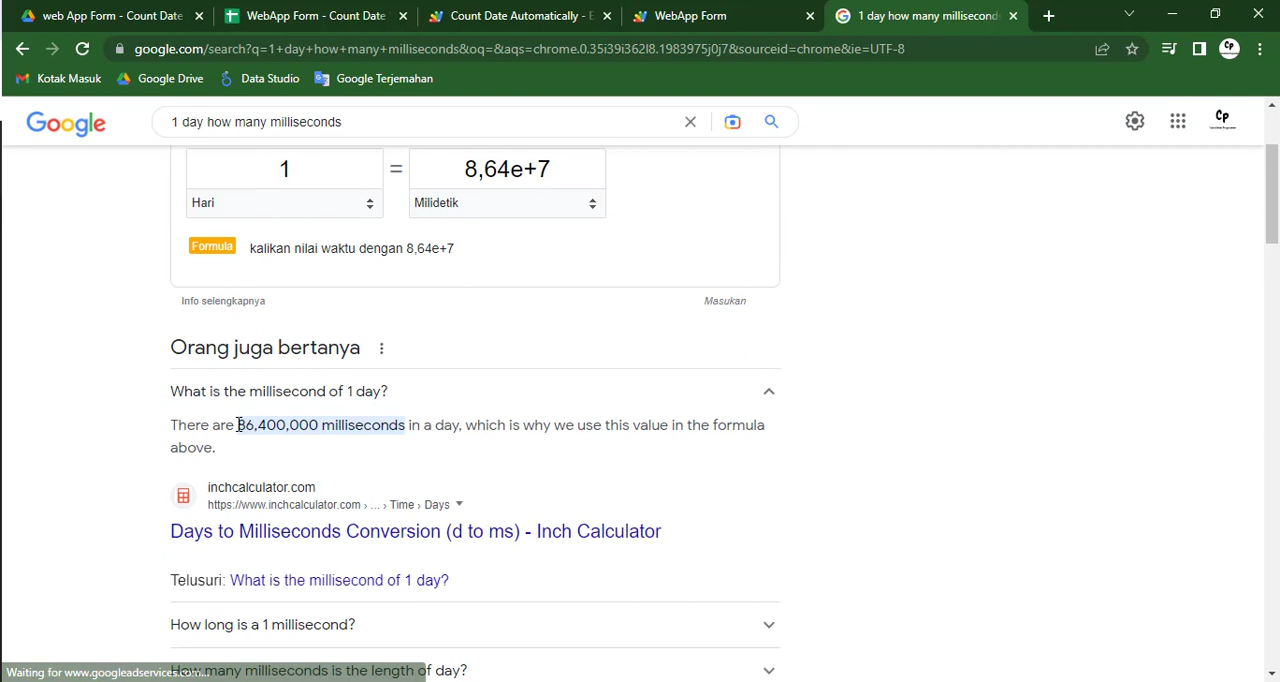 web App Form - Count Date
WebApp Form - Count Date
Count Date Automatically - E
WebApp Form
1 day how many milliseconds
google.com/search?q=1+day+how+many+milliseconds&oq=&aqs=chrome.0.35i39i362l8.1983975j0j7&sourceid=chrome&ie=UTF-8
Kotak Masuk
Google Drive
Data Studio
Google Terjemahan
Google
1 day how many milliseconds
Cp
1
=
8,64e+7
Hari
Milidetik
Formula
kalikan nilai waktu dengan 8,64e+7
Info selengkapnya
Masukan
Orang juga bertanya
What is the millisecond of 1 day?
There are 86,400,000 milliseconds in a day, which is why we use this value in the formula
above.
inchcalculator.com
https://www.inchcalculator.com › ... › Time › Days
Days to Milliseconds Conversion (d to ms) - Inch Calculator
Telusuri: What is the millisecond of 1 day?
How long is a 1 millisecond?
How many milliseconds is the length of day?
Waiting for www.googleadservices.com...